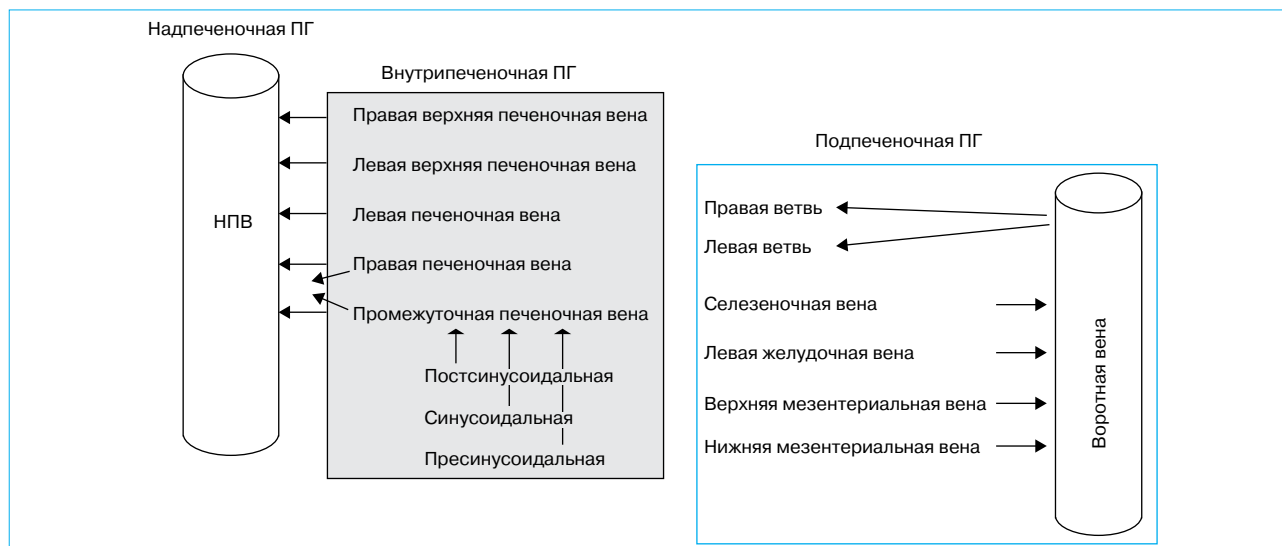 Надпеченочная ПГ
НПВ
Внутрипеченочная ПГ
Правая верхняя печеночная вена
Левая верхняя печеночная вена
Левая печеночная вена
Правая печеночная вена
Промежуточная печеночная вена
Постсинусоидальная
Синусоидальная
Пресинусоидальная
Подпеченочная ПГ
Правая ветвь
Левая ветвь
Селезеночная вена
Левая желудочная вена
Верхняя мезентериальная вена
Нижняя мезентериальная вена
Воротная вена